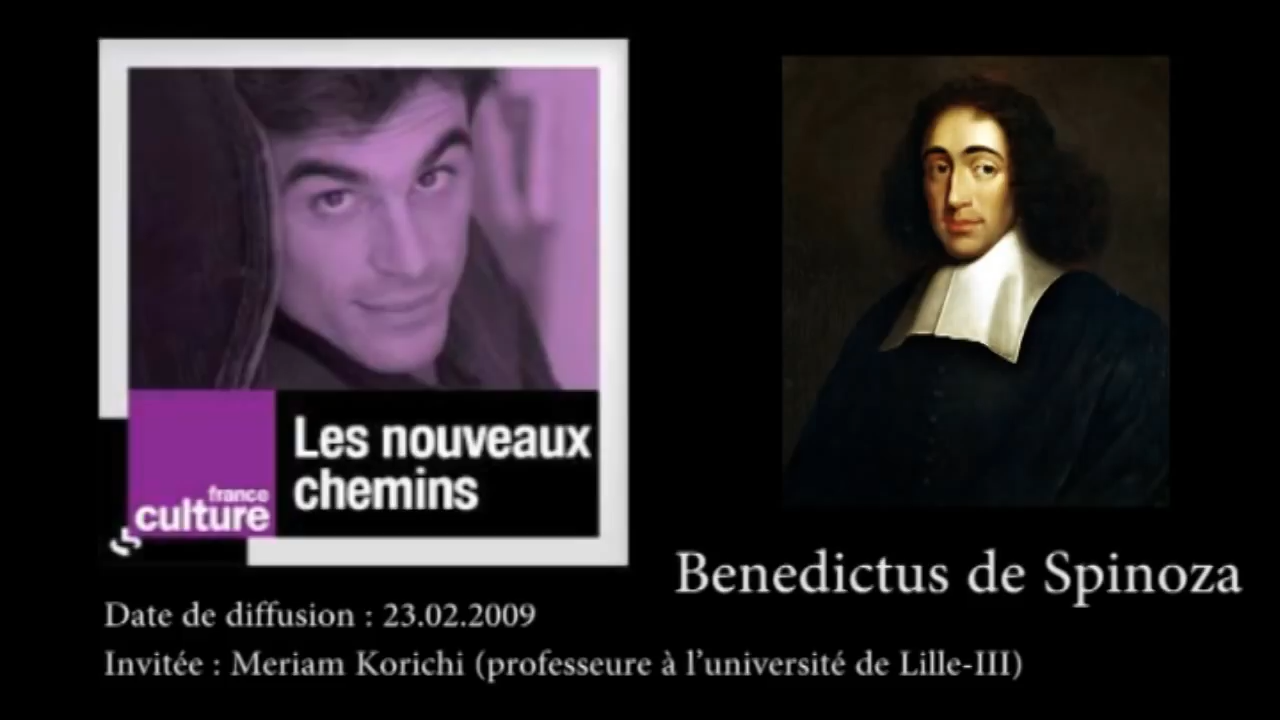 Les nouveaux
chemins
france
culture
Benedictus de Spinoza
Date de diffusion : 23.02.2009
Invitée : Meriam Korichi (professeure à l'université de Lille-III)